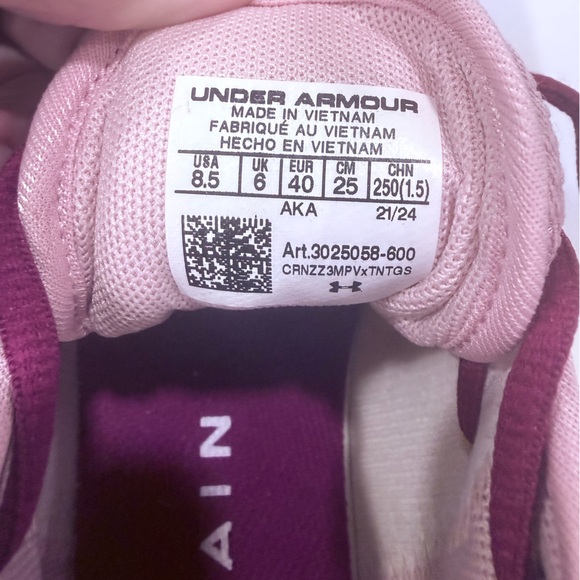 UNDER ARMOUR
MADE IN VIETNAM
FABRIQUÉ AU VIETNAM
HECHO EN VIETNAM
USA UK EUR CM CHN
8.5 6 40 25 250(1.5)
AKA 21/24
Art.3025058-600
CRNZZ3MPVxTNTGS
AIN